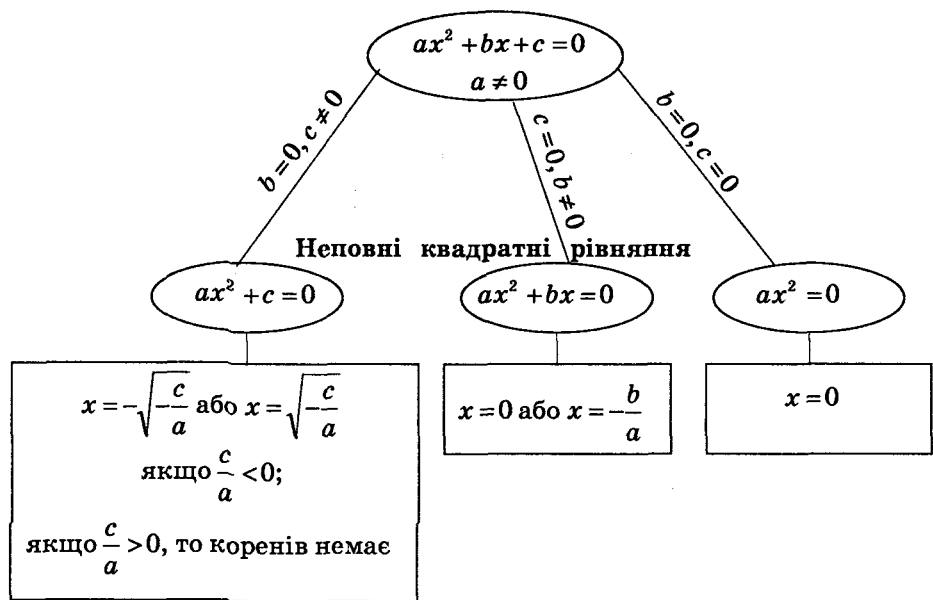 ax² + bx + c = 0
a ≠ 0
b = 0, c ≠ 0
c = 0, b ≠ 0
b = 0, c = 0
Неповні квадратні рівняння
ax² + c = 0
ax² + bx = 0
ax² = 0
x = −√(−c/a) або x = √(−c/a)
якщо c/a < 0;
якщо c/a > 0, то коренів немає
x = 0 або x = −b/a
x = 0